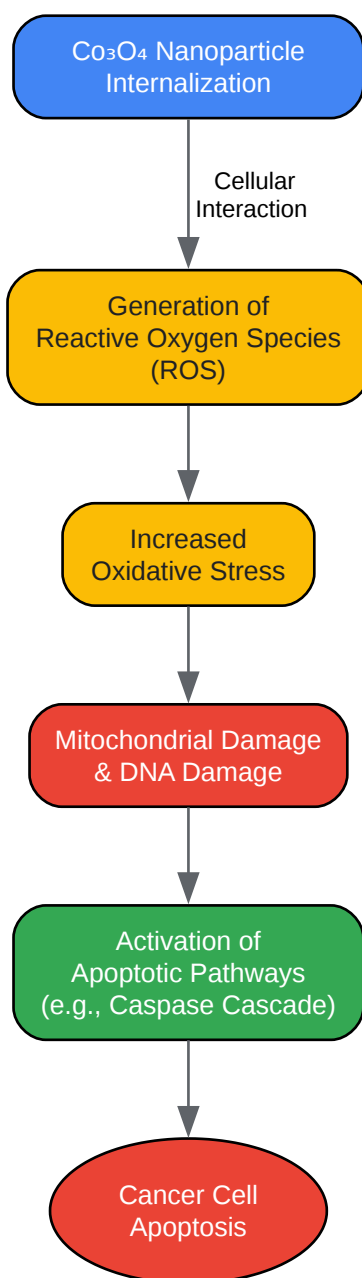 Co₃O₄ Nanoparticle
Internalization
Cellular
Interaction
Generation of
Reactive Oxygen Species
(ROS)
Increased
Oxidative Stress
Mitochondrial Damage
& DNA Damage
Activation of
Apoptotic Pathways
(e.g., Caspase Cascade)
Cancer Cell
Apoptosis